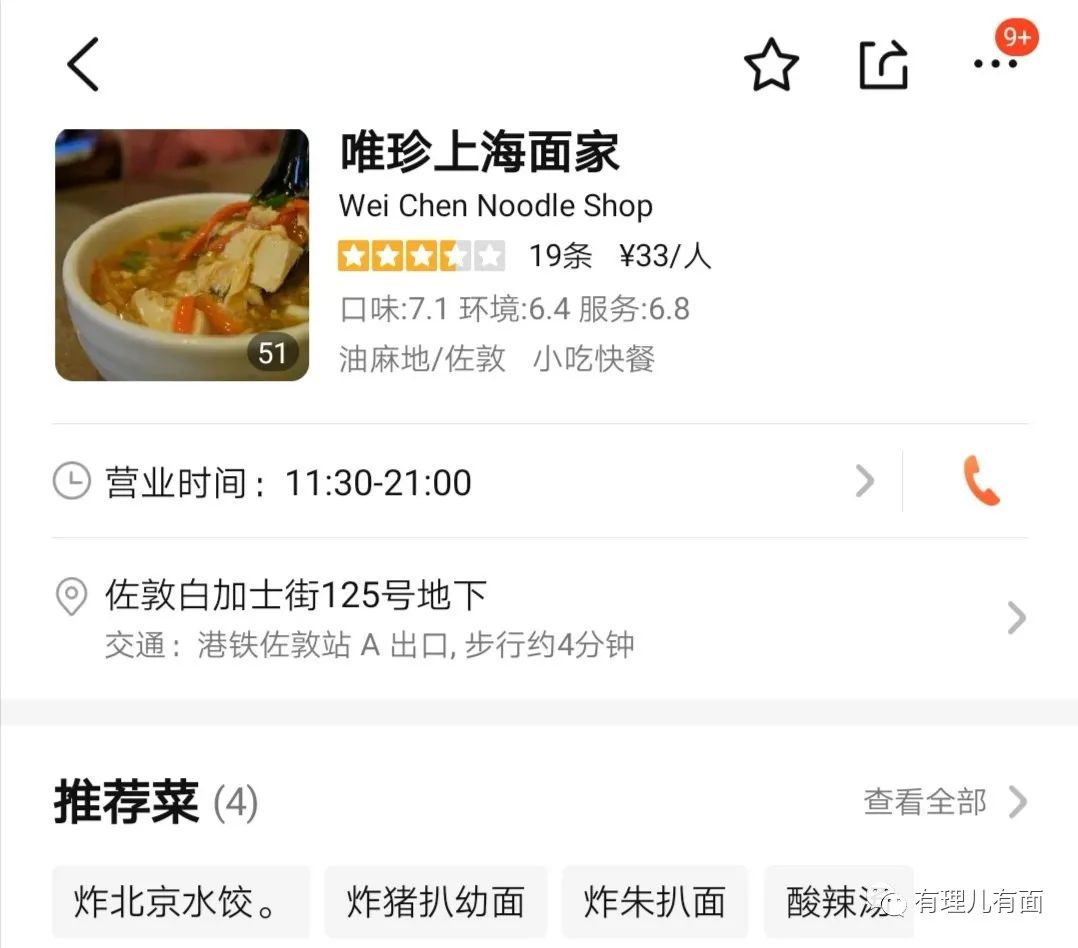 9+
唯珍上海面家
Wei Chen Noodle Shop
19条 ¥33/人
口味:7.1 环境:6.4 服务:6.8
油麻地/佐敦 小吃快餐
51
营业时间：11:30-21:00
佐敦白加士街125号地下
交通：港铁佐敦站 A 出口, 步行约4分钟
推荐菜 (4)
查看全部
炸北京水饺。 炸猪扒幼面 炸朱扒面 酸辣汤
有理儿有面